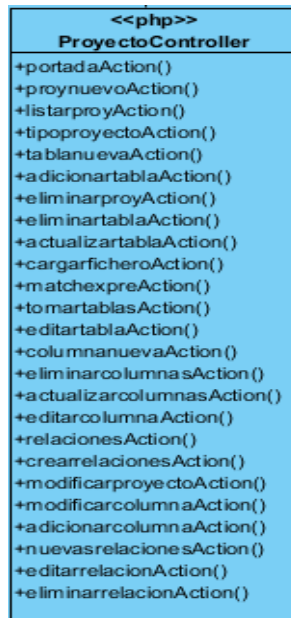 <<php>>
ProyectoController
+portadaAction()
+proynuevoAction()
+listarproyAction()
+tipoproyectoAction()
+tablanuevaAction()
+adicionartablaAction()
+eliminarproyAction()
+eliminartablaAction()
+actualizartablaAction()
+cargarficheroAction()
+matchexpreAction()
+tomartablasAction()
+editartablaAction()
+columnanuevaAction()
+eliminarcolumnasAction()
+actualizarcolumnasAction()
+editarcolumnaAction()
+relacionesAction()
+crearrelacionesAction()
+modificarproyectoAction()
+modificarcolumnaAction()
+adicionarcolumnaAction()
+nuevasrelacionesAction()
+editarrelacionAction()
+eliminarrelacionAction()